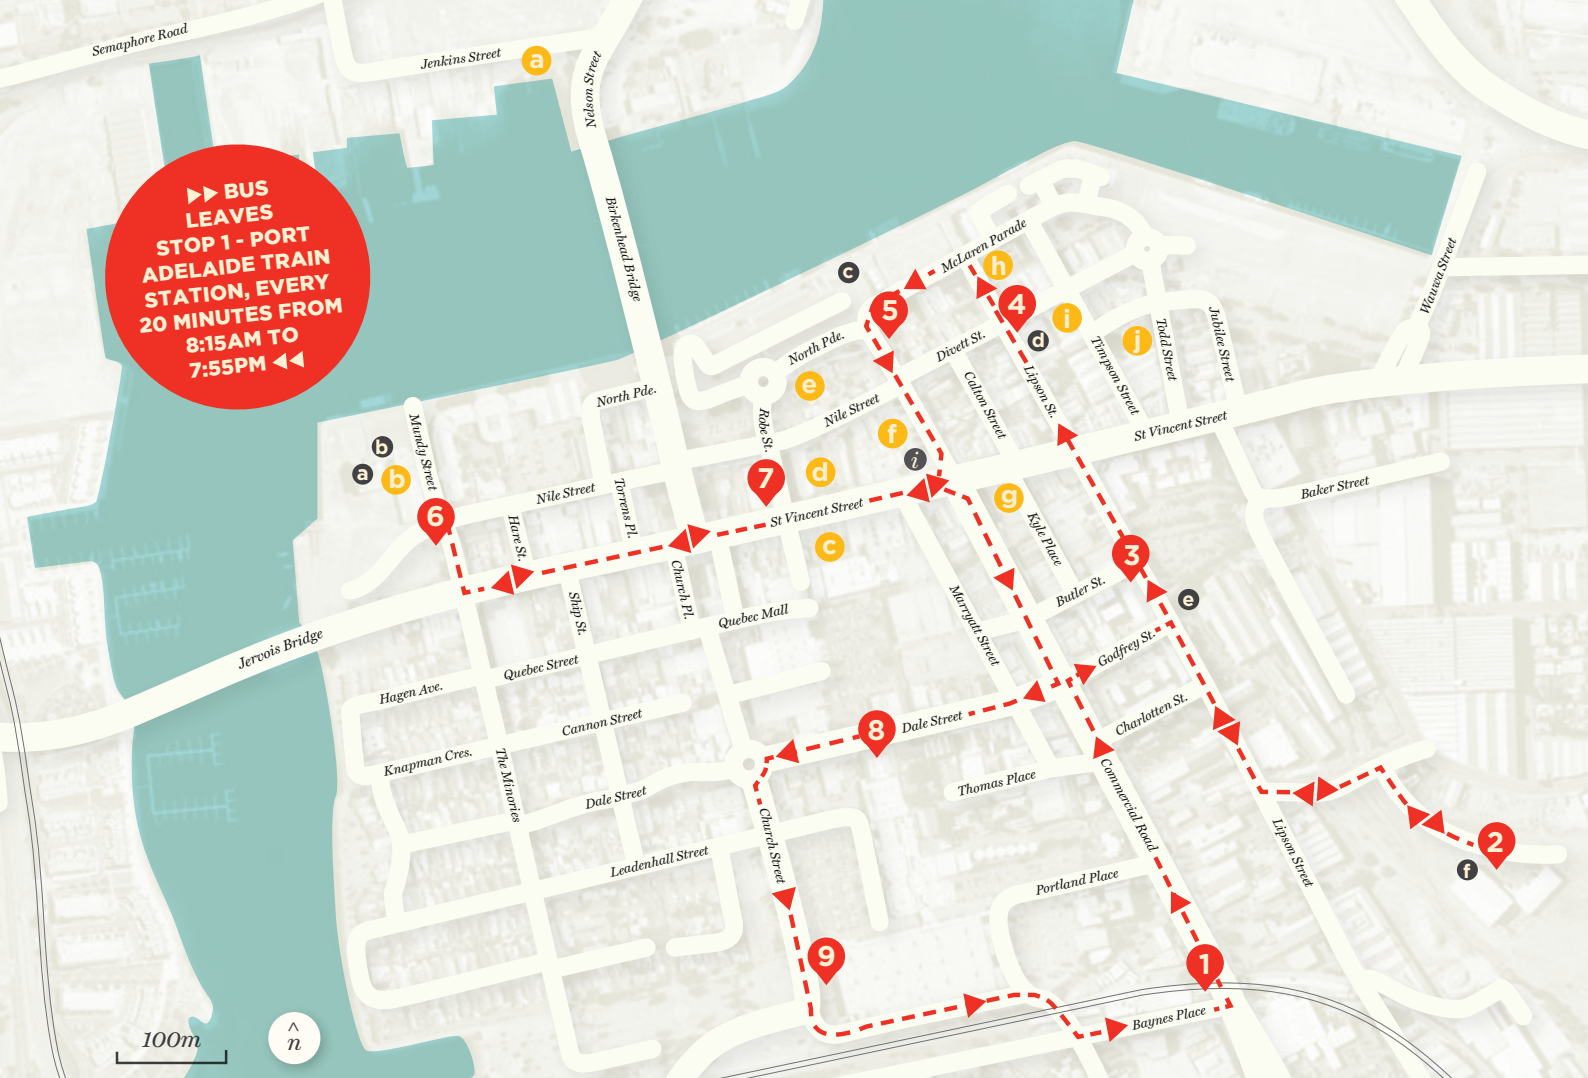 Semaphore Road
Jenkins Street
a
Nelson Street
▶▶ BUS
LEAVES
STOP 1 - PORT
ADELAIDE TRAIN
STATION, EVERY
20 MINUTES FROM
8:15AM TO
7:55PM ◀◀
Birkenhead Bridge
McLaren Parade
Wauwa Street
c
h
5
4
i
d
j
North Pde.
Divett St.
Lipson St.
Calton Street
Timpson Street
Todd Street
Jubilee Street
North Pde.
e
Nile Street
Robe St.
Mundy Street
b
a
b
f
i
St Vincent Street
Baker Street
7
d
g
6
Nile Street
Hare St.
Torrens Pl.
St Vincent Street
c
Kyle Place
3
Church Pl.
Ship St.
Butler St.
e
Marryatt Street
Quebec Mall
Jervois Bridge
Godfrey St.
Quebec Street
Hagen Ave.
Charlotten St.
Cannon Street
Dale Street
8
Knapman Cres.
The Minories
Dale Street
Thomas Place
Commercial Road
Church Street
Leadenhall Street
Lipson Street
2
f
Portland Place
9
1
Baynes Place
100m
^
n